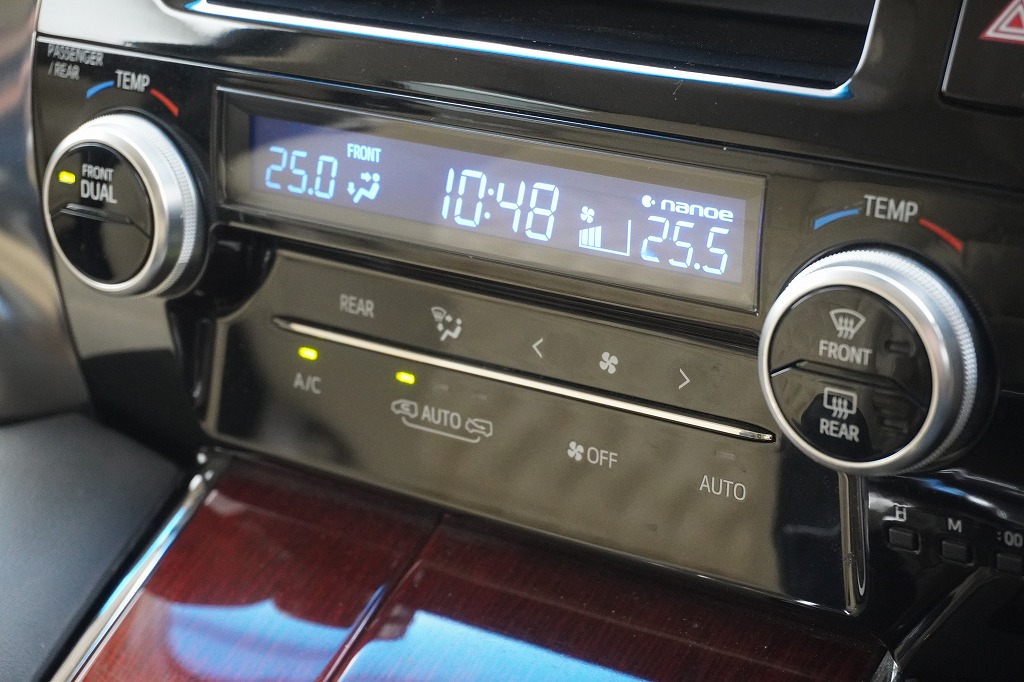 PASSENGER
/ REAR
TEMP
FRONT
DUAL
25.0
FRONT
10:48
nanoe
25.5
TEMP
FRONT
REAR
REAR
A/C
AUTO
OFF
AUTO
H
M
:00